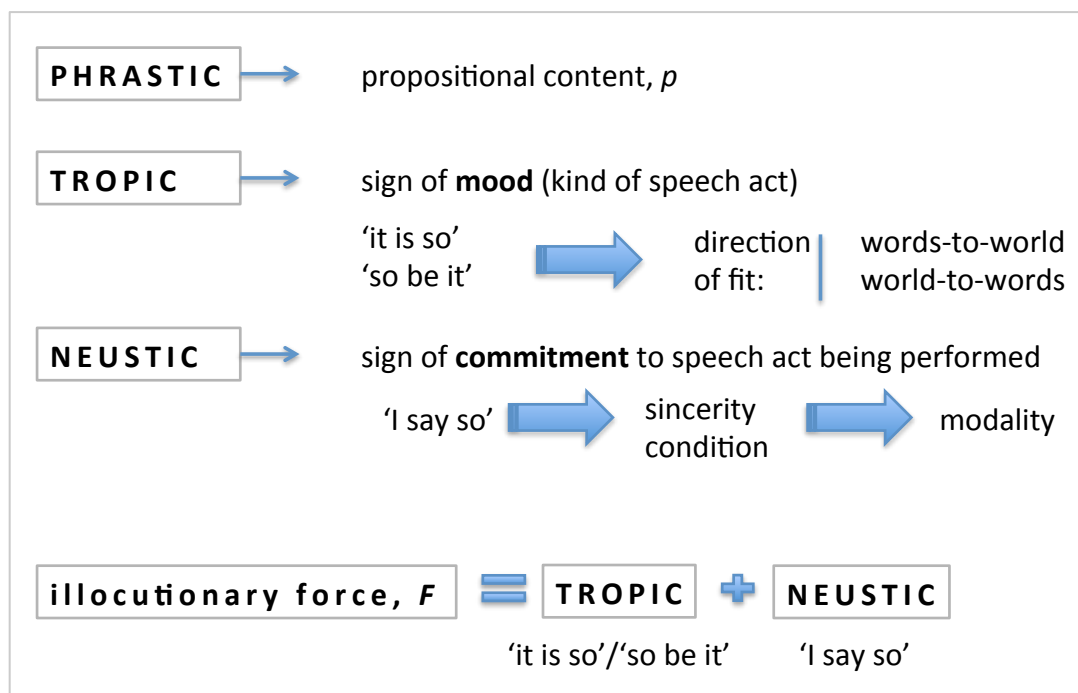 PHRASTIC propositional content, p
TROPIC sign of mood (kind of speech act)
'it is so' direction words-to-world
'so be it' of fit: world-to-words
NEUSTIC sign of commitment to speech act being performed
'I say so' sincerity modality
condition
illocutionary force, F = TROPIC + NEUSTIC
'it is so'/'so be it' 'I say so'